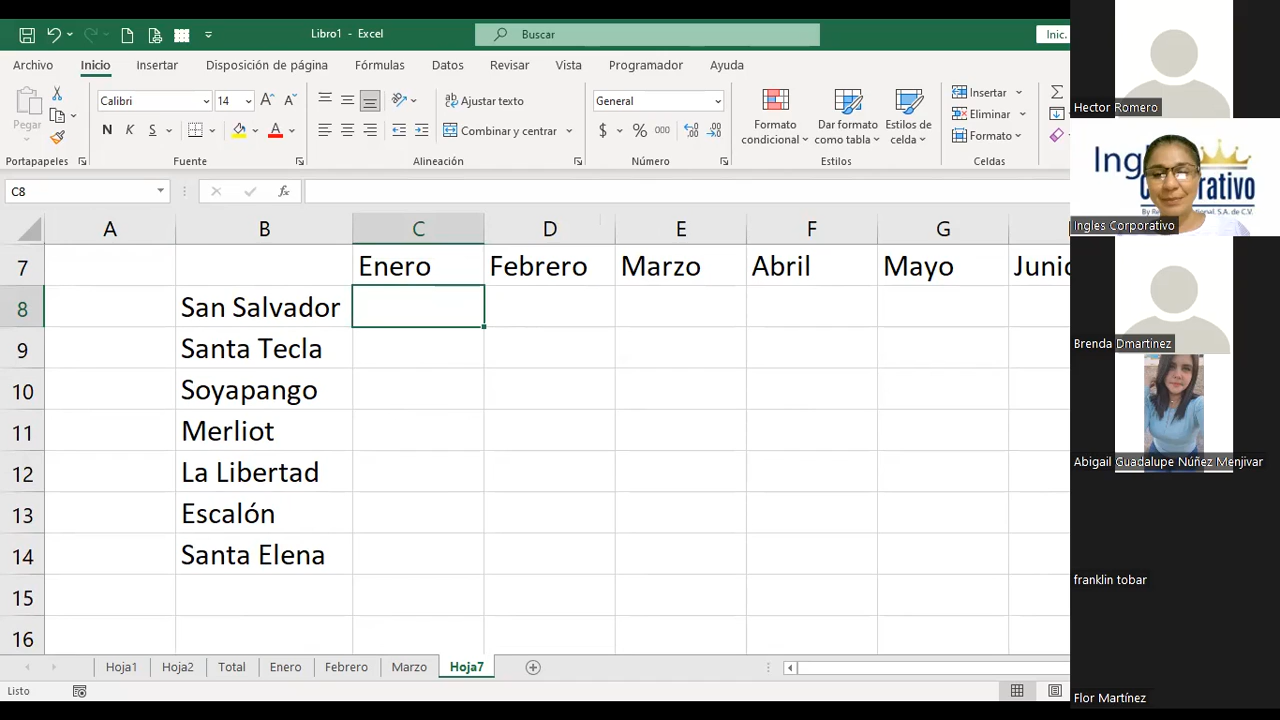 Libro1 - Excel
Buscar
Inic.
Archivo
Inicio
Insertar
Disposición de página
Fórmulas
Datos
Revisar
Vista
Programador
Ayuda
Pegar
Calibri
14
N K S
Ajustar texto
Combinar y centrar
General
$ % 000
Formato condicional
Dar formato como tabla
Estilos de celda
Insertar
Eliminar
Formato
Portapapeles
Fuente
Alineación
Número
Estilos
Celdas
C8
fx
A B C D E F G
7 Enero Febrero Marzo Abril Mayo Junio
8 San Salvador
9 Santa Tecla
10 Soyapango
11 Merliot
12 La Libertad
13 Escalón
14 Santa Elena
15
16
Hoja1 Hoja2 Total Enero Febrero Marzo Hoja7
Listo
Hector Romero
Ingles Corporativo
Brenda Dmartinez
Abigail Guadalupe Núñez Menjivar
franklin tobar
Flor Martínez